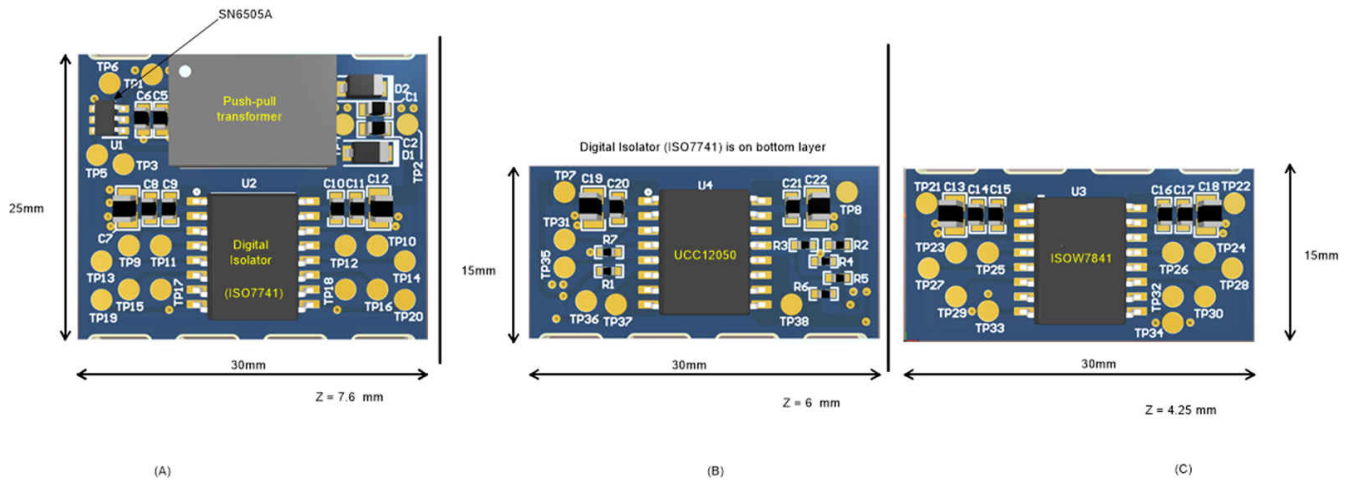 SN6505A
TP6
TP1
D2
C1
C6 C5
Push-pull
transformer
U1
C2
D1
TP2
TP5
TP3
25mm
U2
C8 C9
C10 C11 C12
C7
TP9
TP11
TP10
TP12
TP13
Digital
Isolator
TP14
(ISO7741)
TP15
TP17
TP18
TP16
TP19
TP20
30mm
Z = 7.6 mm
(A)
Digital Isolator (ISO7741) is on bottom layer
TP7
C19
C20
U4
C21
C22
TP8
TP31
R7
R3
R2
TP35
UCC12050
R4
R1
R5
R6
15mm
TP36
TP37
TP38
30mm
Z = 6 mm
(B)
TP21
C13
C14 C15
U3
C16 C17
C18
TP22
TP23
TP25
ISOW7841
TP24
TP26
TP27
TP28
TP29
TP33
TP32
TP30
TP34
15mm
30mm
Z = 4.25 mm
(C)